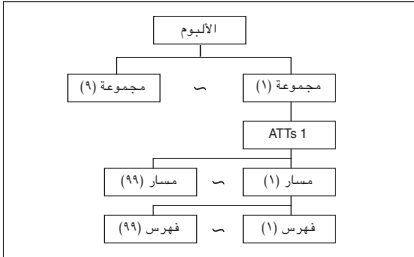 الألبوم
مجموعة (١) ~ مجموعة (٩)
ATTs 1
مسار (١) ~ مسار (٩٩)
فهرس (١) ~ فهرس (٩٩)